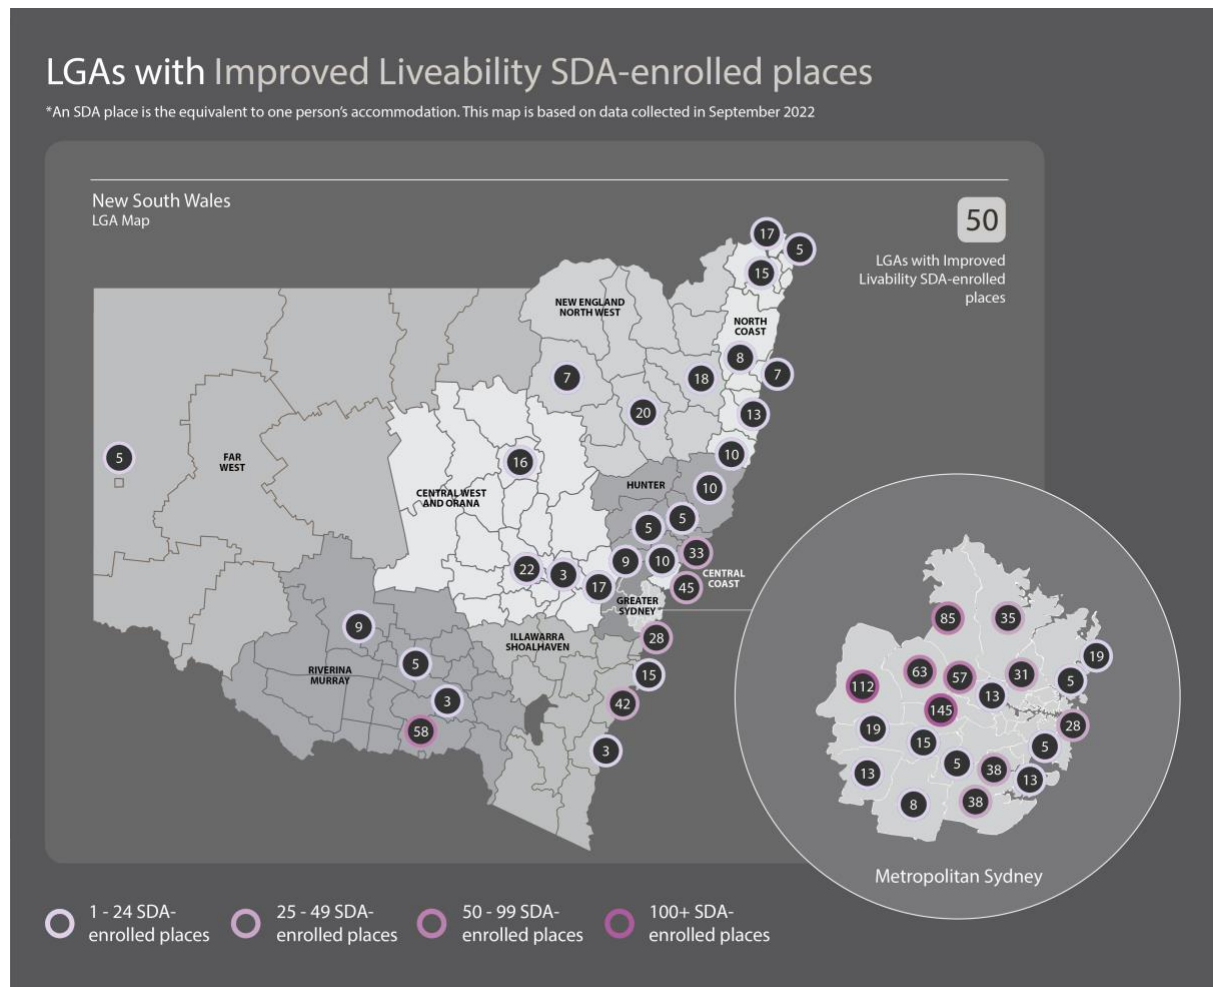 LGAs with Improved Liveability SDA-enrolled places
*An SDA place is the equivalent to one person's accommodation. This map is based on data collected in September 2022
New South Wales
LGA Map
50
LGAs with Improved
Livability SDA-enrolled
places
17
5
15
NEW ENGLAND
NORTH WEST
NORTH
COAST
8
7
18
7
20
13
5
FAR
WEST
16
10
HUNTER
CENTRAL WEST
AND ORANA
10
5
5
33
9
10
22
3
17
CENTRAL
COAST
45
GREATER
SYDNEY
9
28
ILLAWARRA
SHOALHAVEN
5
15
RIVERINA
MURRAY
3
42
58
3
85
35
19
63
57
31
5
112
13
145
28
19
15
5
5
38
13
13
8
38
Metropolitan Sydney
1 - 24 SDA-
enrolled places
25 - 49 SDA-
enrolled places
50 - 99 SDA-
enrolled places
100+ SDA-
enrolled places